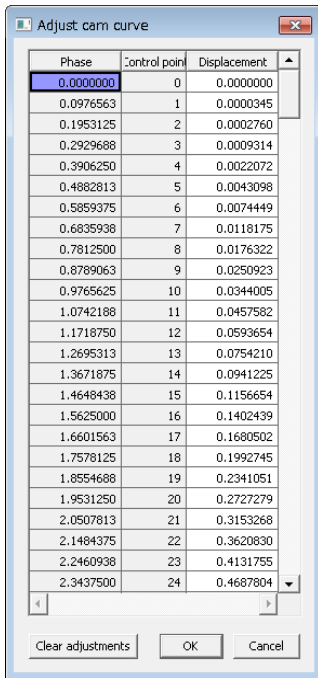 Adjust cam curve
Phase Control point Displacement
0.0000000 0 0.0000000
0.0976563 1 0.0000345
0.1953125 2 0.0002760
0.2929688 3 0.0009314
0.3906250 4 0.0022072
0.4882813 5 0.0043098
0.5859375 6 0.0074449
0.6835938 7 0.0118175
0.7812500 8 0.0176322
0.8789063 9 0.0250923
0.9765625 10 0.0344005
1.0742188 11 0.0457582
1.1718750 12 0.0593654
1.2695313 13 0.0754210
1.3671875 14 0.0941225
1.4648438 15 0.1156654
1.5625000 16 0.1402439
1.6601563 17 0.1680502
1.7578125 18 0.1992745
1.8554688 19 0.2341051
1.9531250 20 0.2727279
2.0507813 21 0.3153268
2.1484375 22 0.3620830
2.2460938 23 0.4131755
2.3437500 24 0.4687804
Clear adjustments OK Cancel